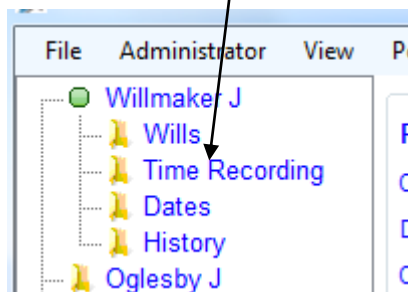 File Administrator View
Willmaker J
Wills
Time Recording
Dates
History
Oglesby J